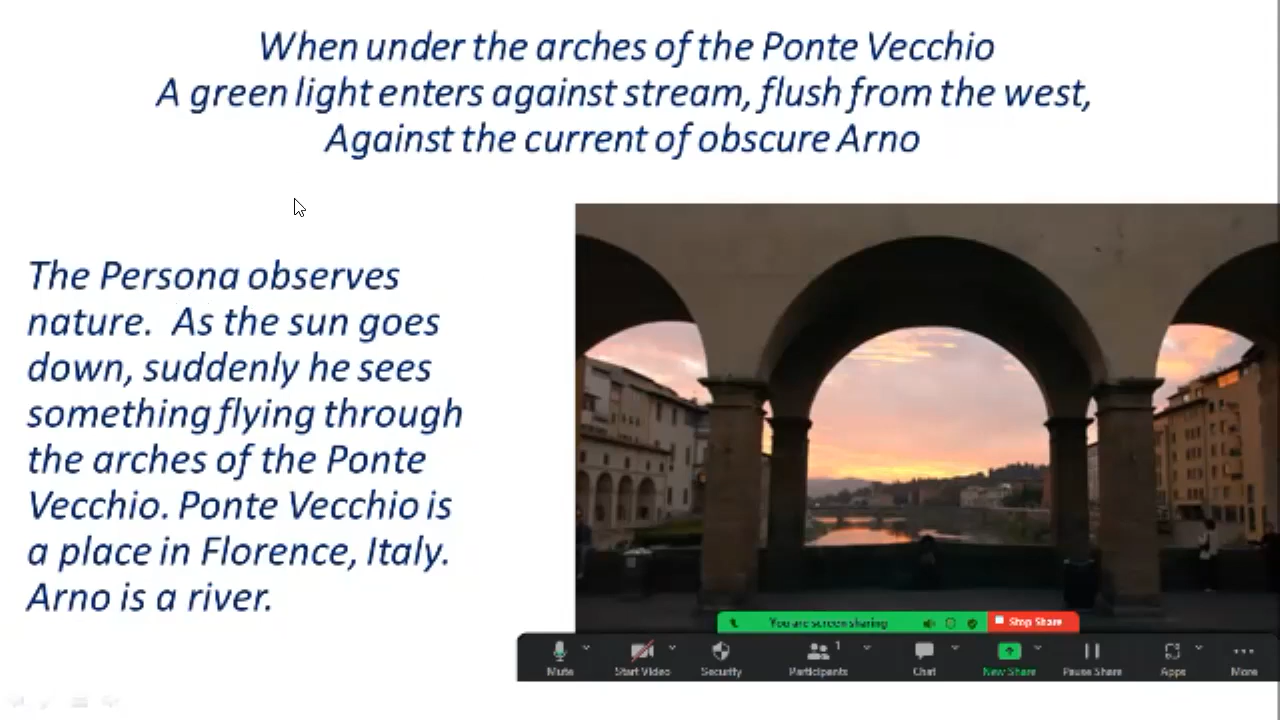 When under the arches of the Ponte Vecchio
A green light enters against stream, flush from the west,
Against the current of obscure Arno
The Persona observes
nature. As the sun goes
down, suddenly he sees
something flying through
the arches of the Ponte
Vecchio. Ponte Vecchio is
a place in Florence, Italy.
Arno is a river.
You are screen sharing
Stop Share
1
Mute
Start Video
Security
Participants
Chat
New Share
Pause Share
Apps
More